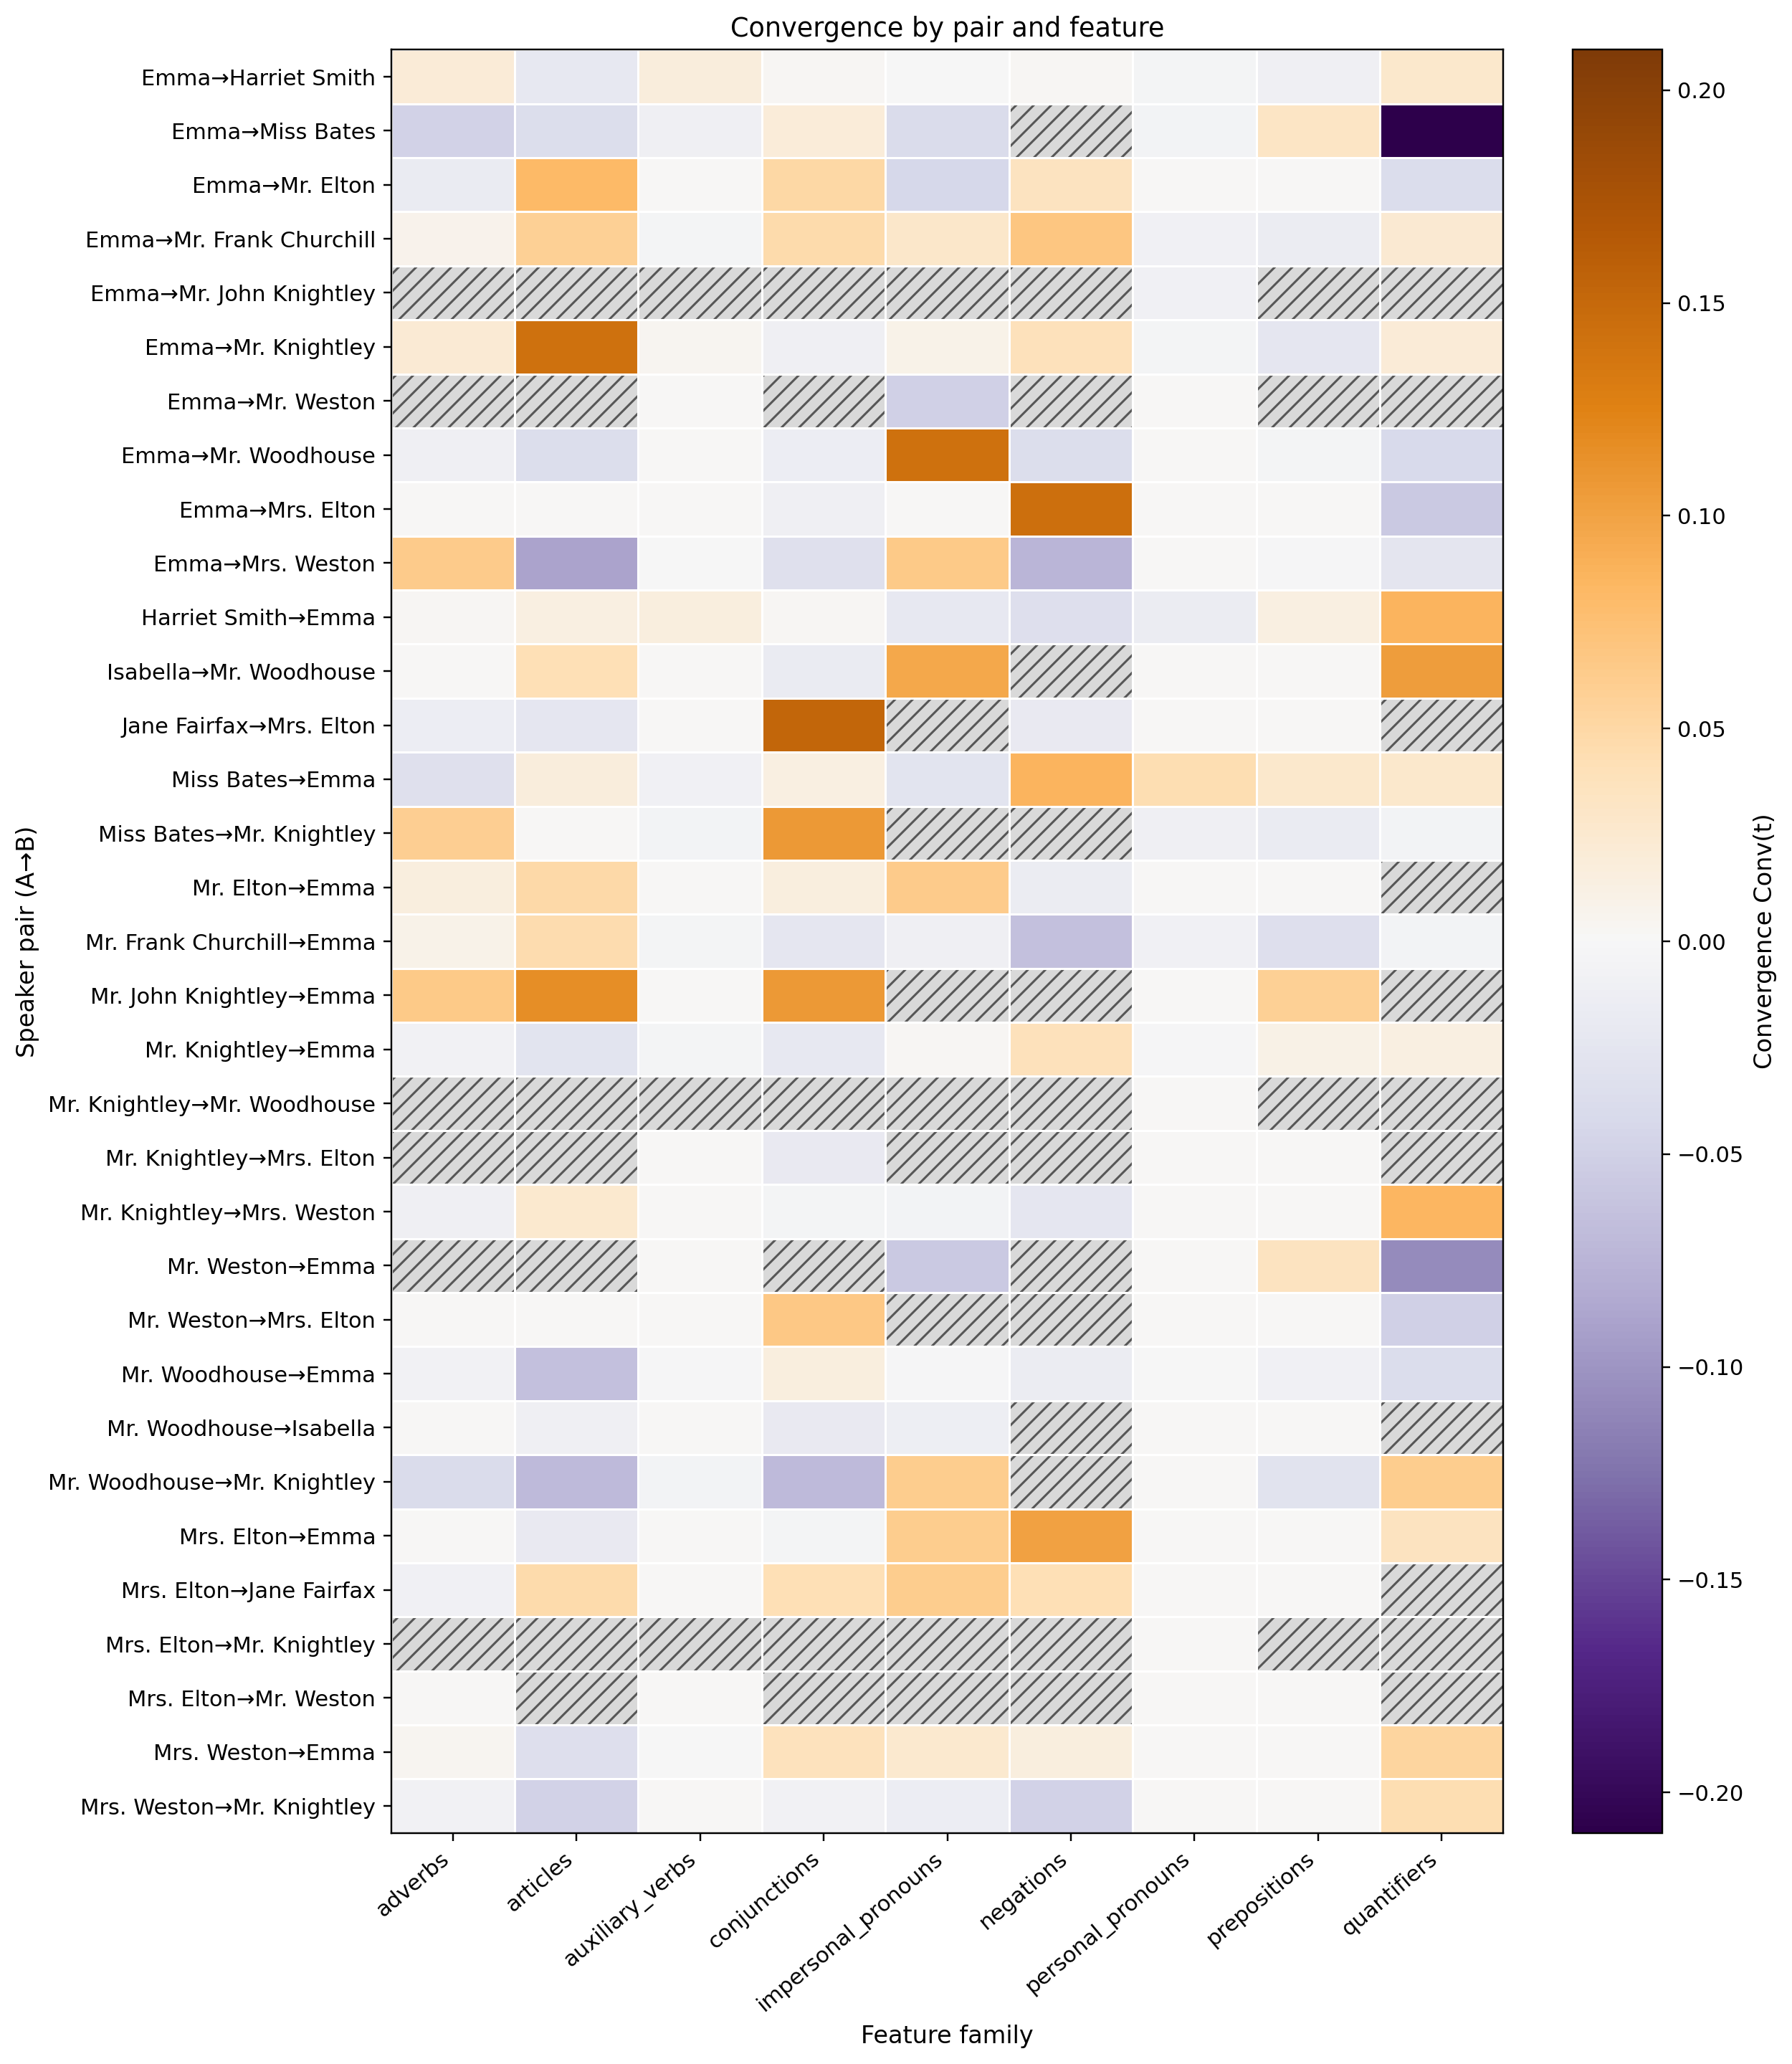 Convergence by pair and feature
Speaker pair (A→B)
Emma→Harriet Smith
Emma→Miss Bates
Emma→Mr. Elton
Emma→Mr. Frank Churchill
Emma→Mr. John Knightley
Emma→Mr. Knightley
Emma→Mr. Weston
Emma→Mr. Woodhouse
Emma→Mrs. Elton
Emma→Mrs. Weston
Harriet Smith→Emma
Isabella→Mr. Woodhouse
Jane Fairfax→Mrs. Elton
Miss Bates→Emma
Miss Bates→Mr. Knightley
Mr. Elton→Emma
Mr. Frank Churchill→Emma
Mr. John Knightley→Emma
Mr. Knightley→Emma
Mr. Knightley→Mr. Woodhouse
Mr. Knightley→Mrs. Elton
Mr. Knightley→Mrs. Weston
Mr. Weston→Emma
Mr. Weston→Mrs. Elton
Mr. Woodhouse→Emma
Mr. Woodhouse→Isabella
Mr. Woodhouse→Mr. Knightley
Mrs. Elton→Emma
Mrs. Elton→Jane Fairfax
Mrs. Elton→Mr. Knightley
Mrs. Elton→Mr. Weston
Mrs. Weston→Emma
Mrs. Weston→Mr. Knightley
adverbs
articles
auxiliary_verbs
conjunctions
impersonal_pronouns
negations
personal_pronouns
prepositions
quantifiers
Feature family
0.20
0.15
0.10
0.05
0.00
−0.05
−0.10
−0.15
−0.20
Convergence Conv(t)